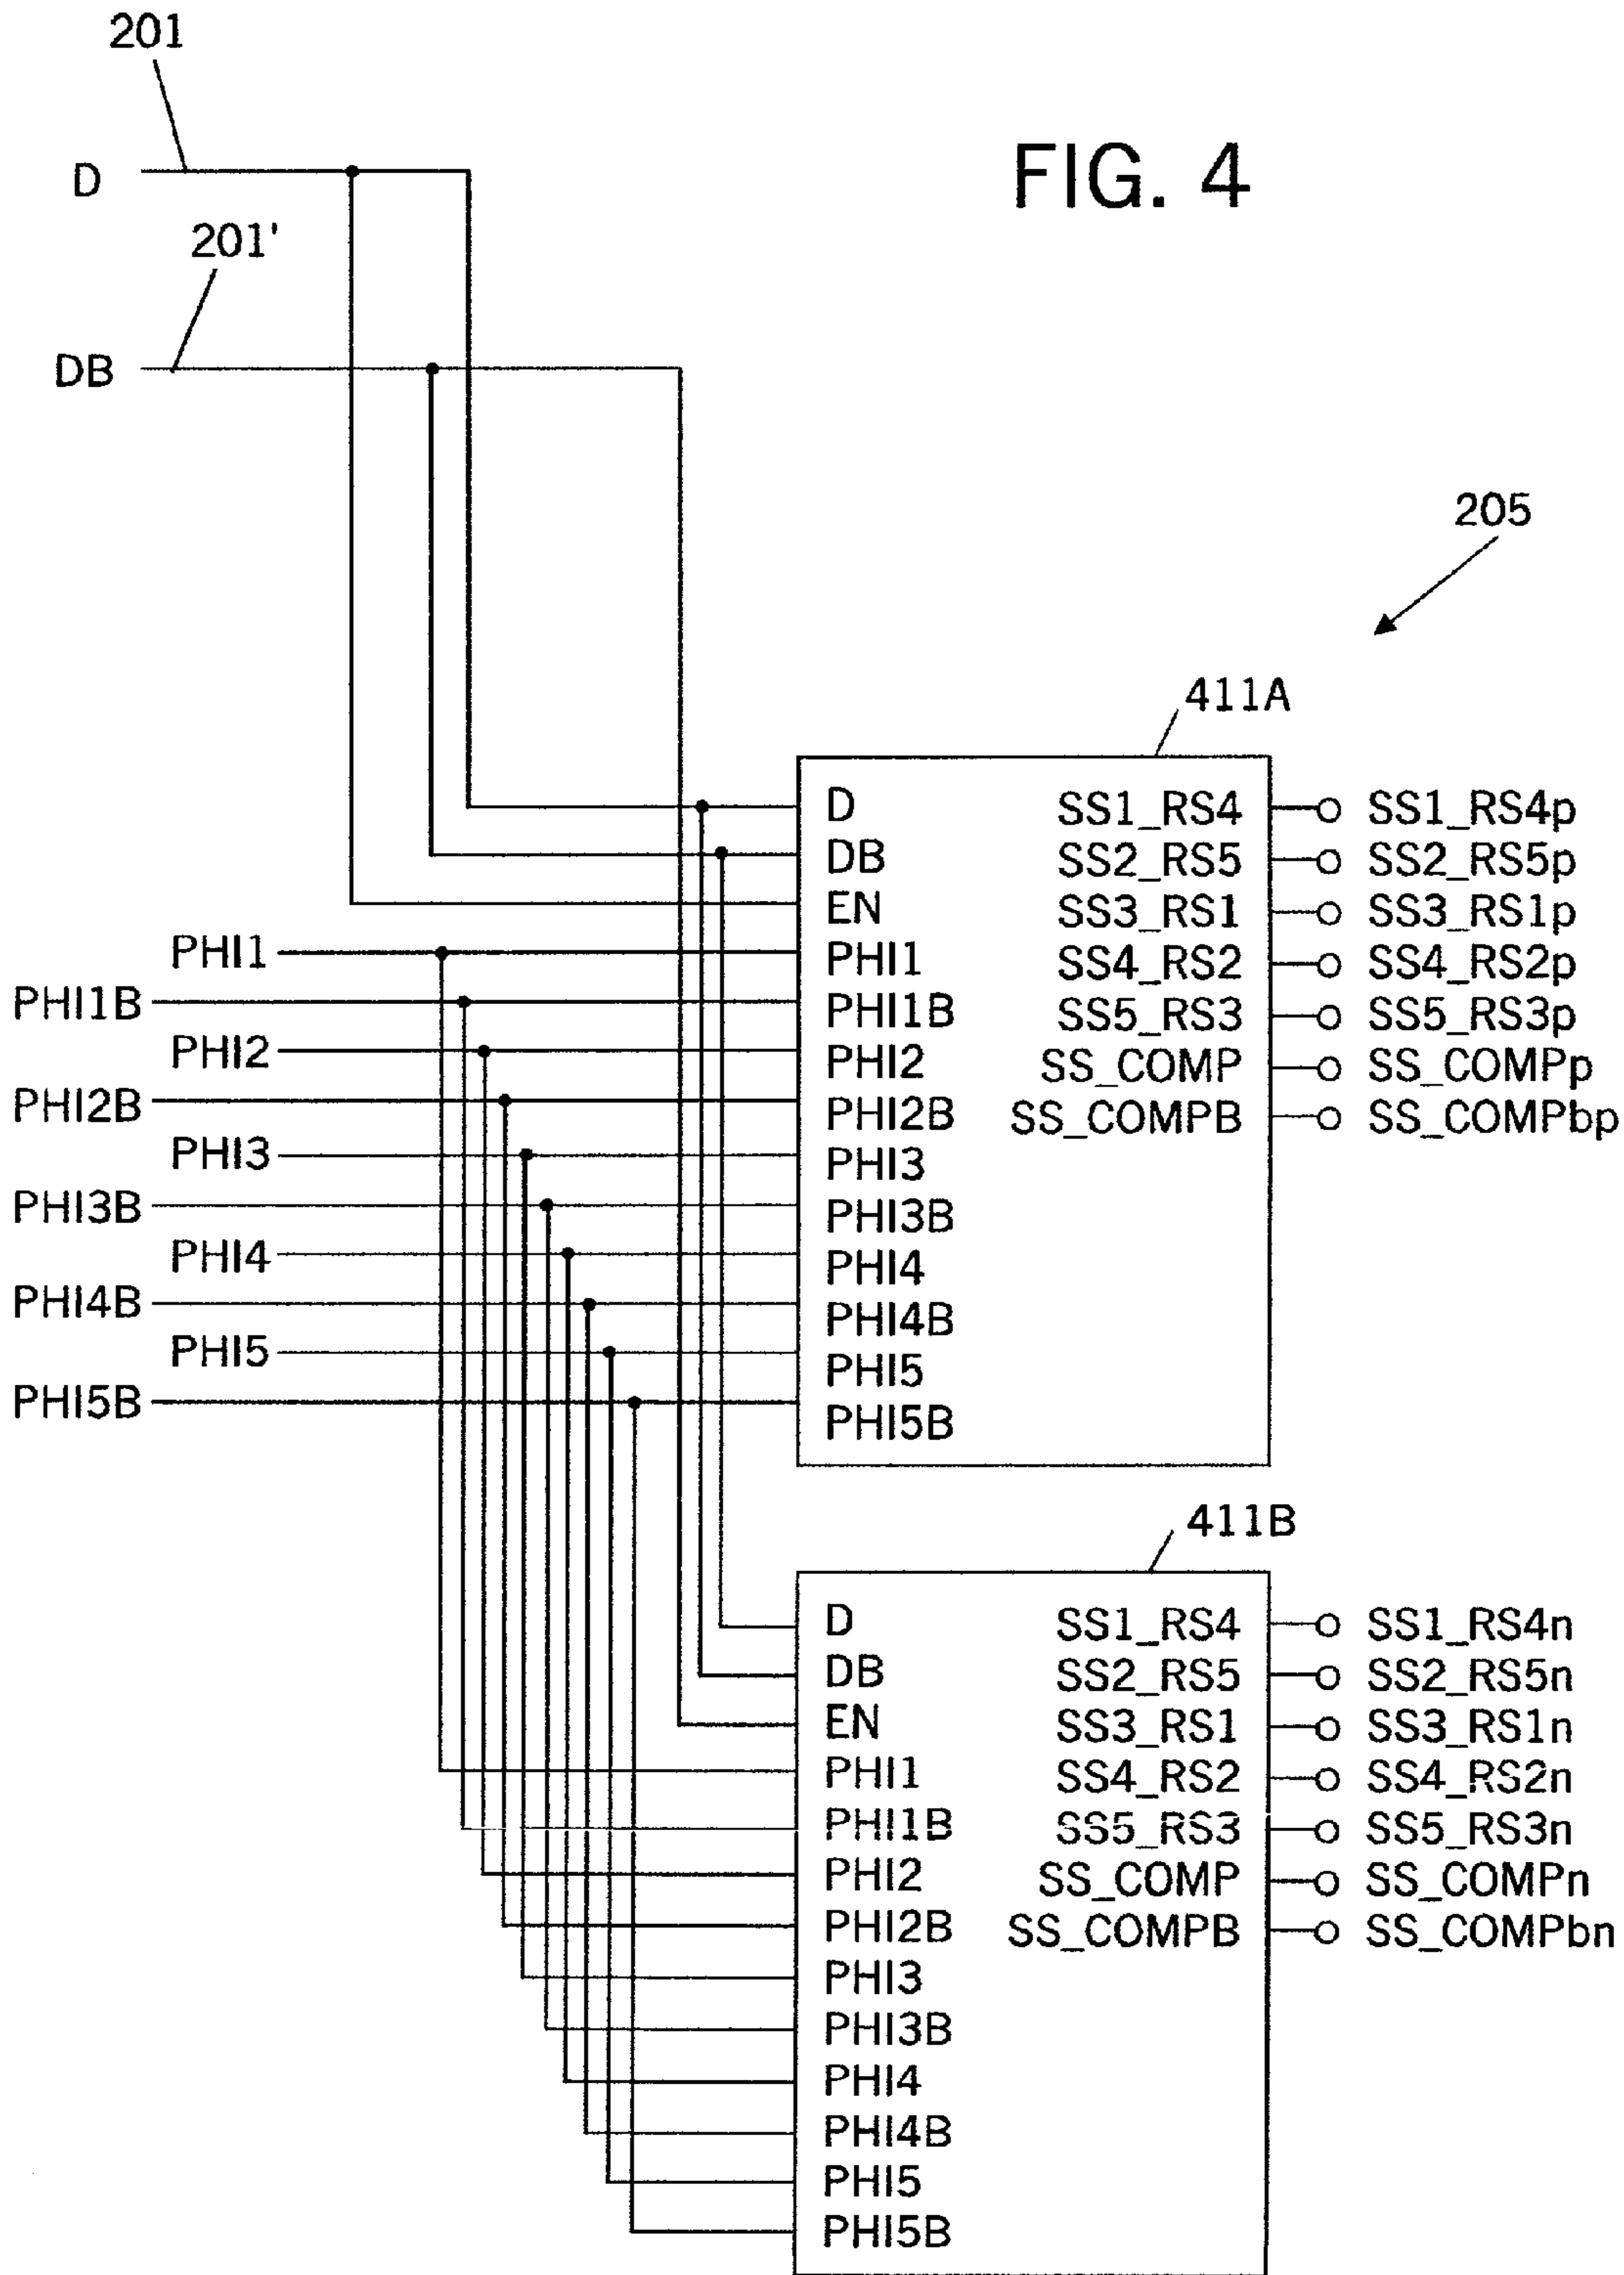 201
FIG. 4
D
201'
DB
205
411A
D SS1_RS4 SS1_RS4p
DB SS2_RS5 SS2_RS5p
EN SS3_RS1 SS3_RS1p
PHI1 PHI1 SS4_RS2 SS4_RS2p
PHI1B PHI1B SS5_RS3 SS5_RS3p
PHI2 PHI2 SS_COMP SS_COMPp
PHI2B PHI2B SS_COMPB SS_COMPbp
PHI3 PHI3
PHI3B PHI3B
PHI4 PHI4
PHI4B PHI4B
PHI5 PHI5
PHI5B PHI5B
411B
D SS1_RS4 SS1_RS4n
DB SS2_RS5 SS2_RS5n
EN SS3_RS1 SS3_RS1n
PHI1 SS4_RS2 SS4_RS2n
PHI1B SS5_RS3 SS5_RS3n
PHI2 SS_COMP SS_COMPn
PHI2B SS_COMPB SS_COMPbn
PHI3
PHI3B
PHI4
PHI4B
PHI5
PHI5B